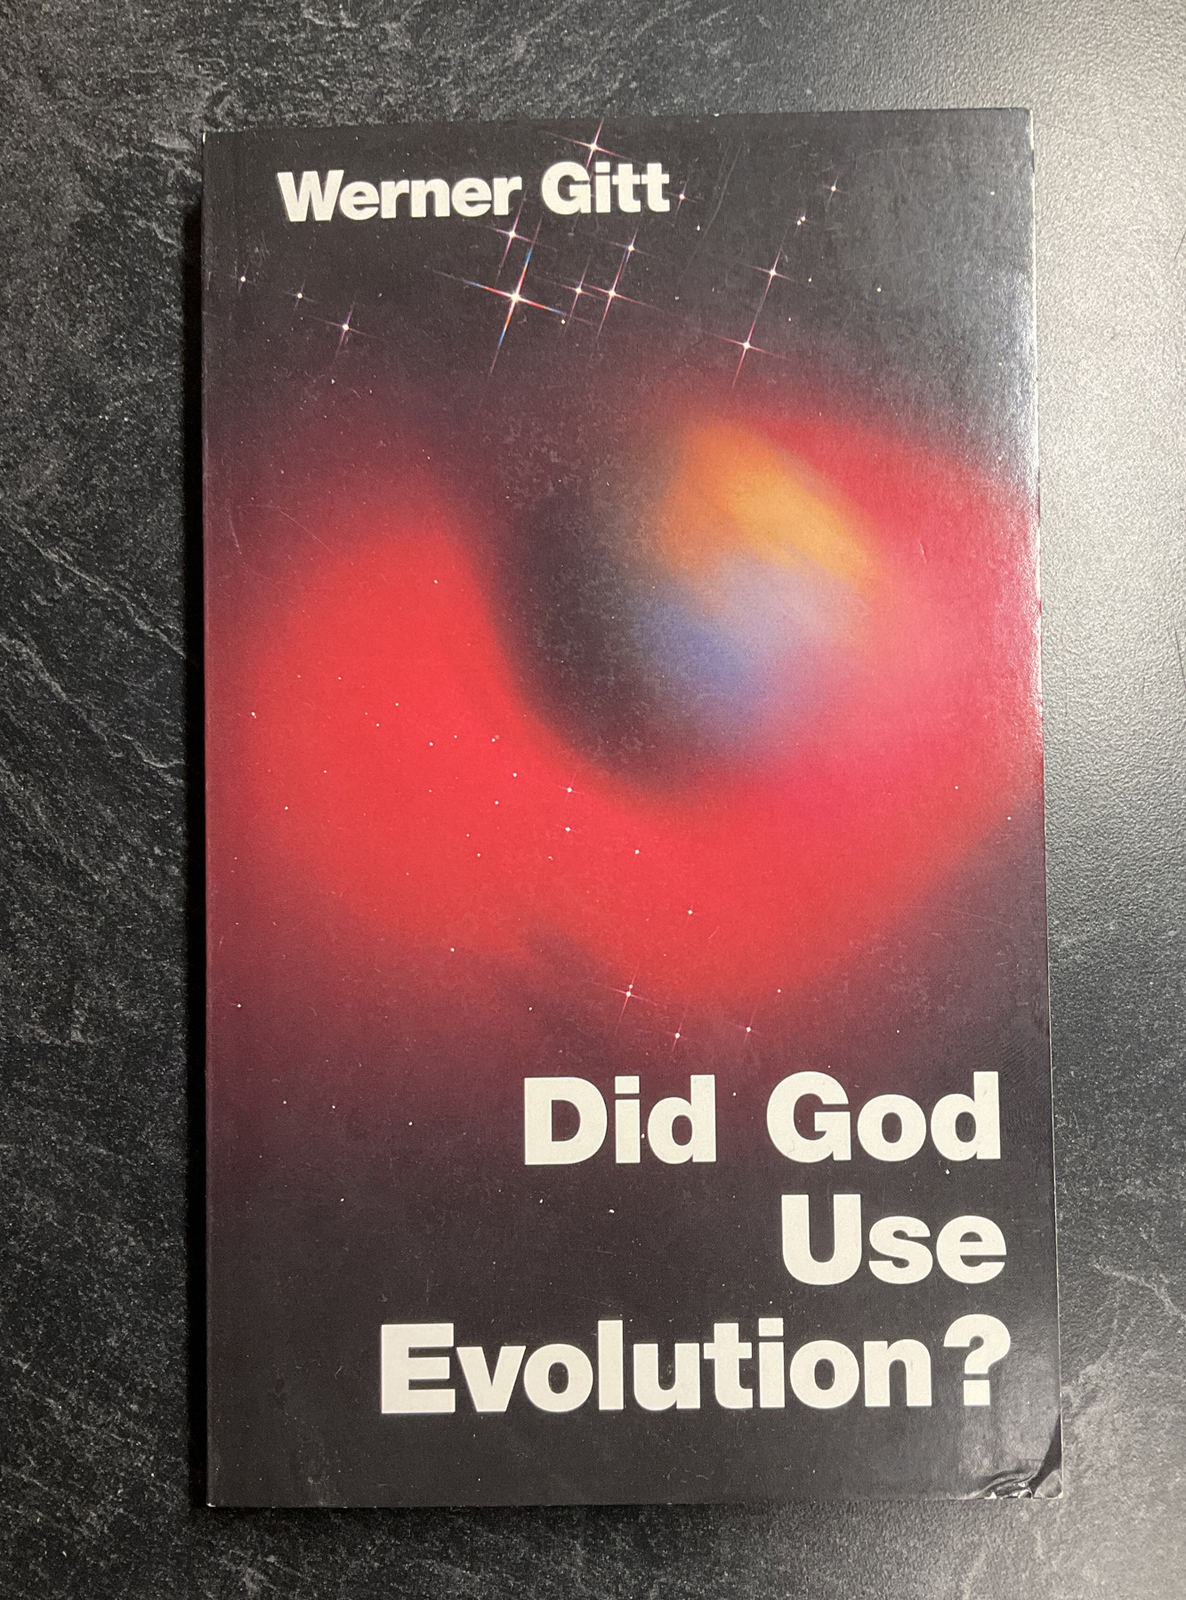 Werner Gitt
Did God
Use
Evolution?